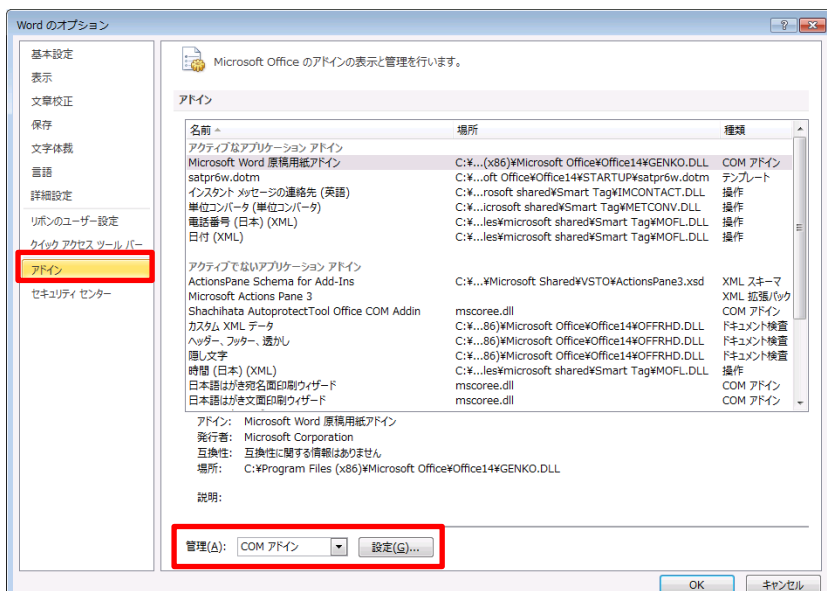 Word のオプション
基本設定
表示
文章校正
保存
文字体裁
言語
詳細設定
リボンのユーザー設定
クイック アクセス ツール バー
アドイン
セキュリティ センター
Microsoft Office のアドインの表示と管理を行います。
アドイン
名前 場所 種類
アクティブなアプリケーション アドイン
Microsoft Word 原稿用紙アドイン C:¥...(x86)¥Microsoft Office¥Office14¥GENKO.DLL COM アドイン
satpr6w.dotm C:¥...oft Office¥Office14¥STARTUP¥satpr6w.dotm テンプレート
インスタント メッセージの連絡先 (英語) C:¥...rosoft shared¥Smart Tag¥IMCONTACT.DLL 操作
単位コンバータ (単位コンバータ) C:¥...icrosoft shared¥Smart Tag¥METCONV.DLL 操作
電話番号 (日本) (XML) C:¥...les¥microsoft shared¥Smart Tag¥MOFL.DLL 操作
日付 (XML) C:¥...les¥microsoft shared¥Smart Tag¥MOFL.DLL 操作
アクティブでないアプリケーション アドイン
ActionsPane Schema for Add-Ins C:¥...¥Microsoft Shared¥VSTO¥ActionsPane3.xsd XML スキーマ
Microsoft Actions Pane 3 XML 拡張パック
Shachihata AutoprotectTool Office COM Addin mscoree.dll COM アドイン
カスタム XML データ C:¥...86)¥Microsoft Office¥Office14¥OFFRHD.DLL ドキュメント検査
ヘッダー、フッター、透かし C:¥...86)¥Microsoft Office¥Office14¥OFFRHD.DLL ドキュメント検査
隠し文字 C:¥...86)¥Microsoft Office¥Office14¥OFFRHD.DLL ドキュメント検査
時間 (日本) (XML) C:¥...les¥microsoft shared¥Smart Tag¥MOFL.DLL 操作
日本語はがき宛名面印刷ウィザード mscoree.dll COM アドイン
日本語はがき文面印刷ウィザード mscoree.dll COM アドイン
アドイン: Microsoft Word 原稿用紙アドイン
発行者: Microsoft Corporation
互換性: 互換性に関する情報はありません
場所: C:¥Program Files (x86)¥Microsoft Office¥Office14¥GENKO.DLL
説明:
管理(A): COM アドイン 設定(G)...
OK キャンセル